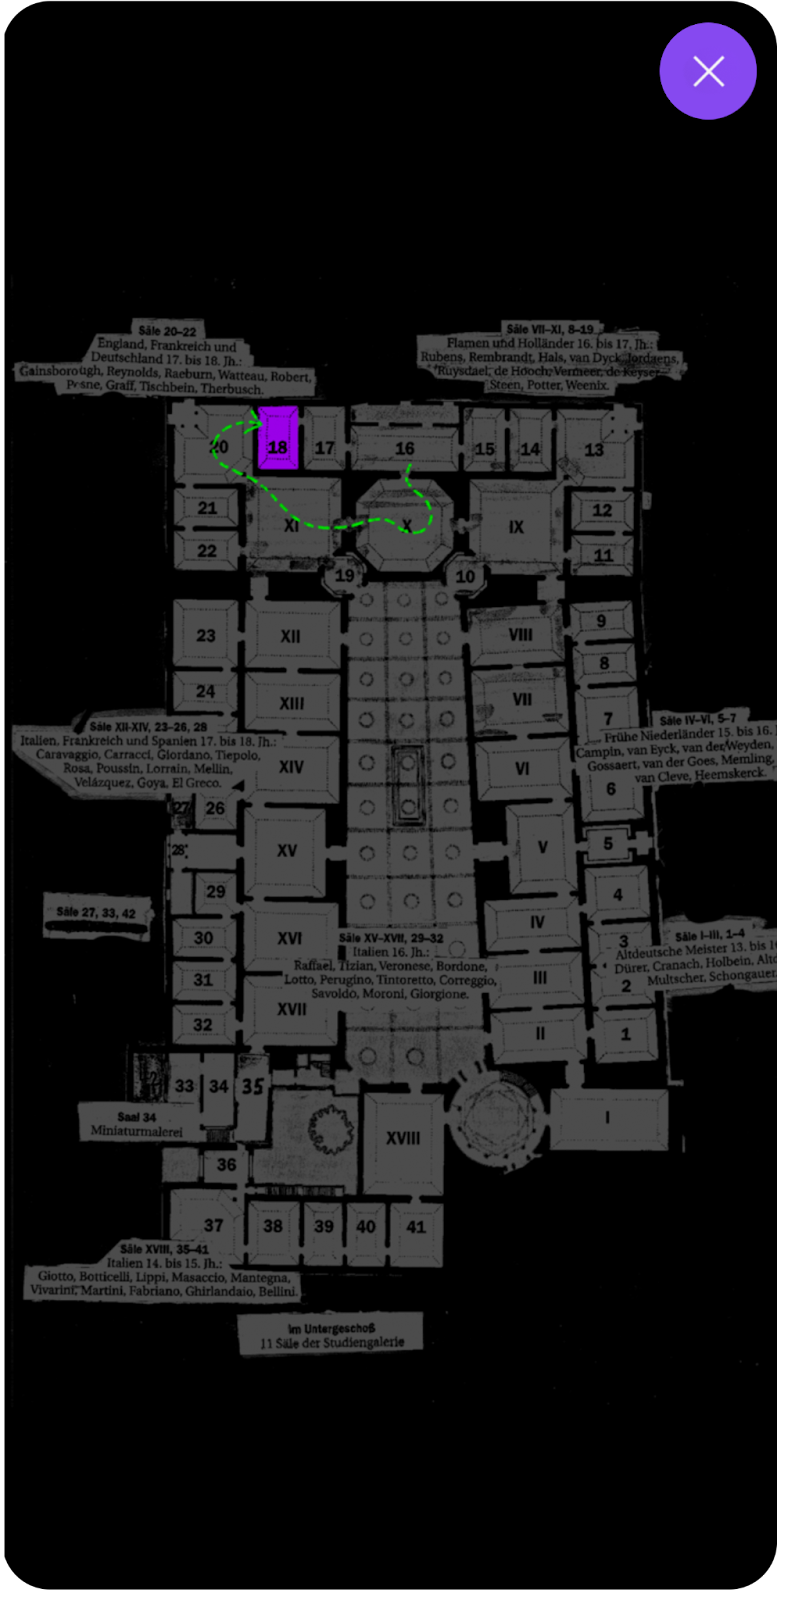 Säle 20–22
England, Frankreich und
Deutschland 17. bis 18. Jh.:
Gainsborough, Reynolds, Raeburn, Watteau, Robert,
Pesne, Graff, Tischbein, Therbusch.
Säle VII–XI, 8–19
Flamen und Holländer 16. bis 17. Jh.:
Rubens, Rembrandt, Hals, van Dyck, Jordaens,
Ruysdael, de Hooch, Vermeer, de Keyser
Steen, Potter, Weenix.
20
18
17
16
15
14
13
21
XI
X
IX
12
22
11
19
10
23
XII
VIII
9
8
24
XIII
VII
7
Säle XII-XIV, 23–26, 28
Italien, Frankreich und Spanien 17. bis 18. Jh.:
Caravaggio, Carracci, Giordano, Tiepolo,
Rosa, Poussin, Lorrain, Mellin,
Velázquez, Goya, El Greco.
Säle IV–VI, 5–7
Frühe Niederländer 15. bis 16.
Campin, van Eyck, van der Weyden,
Gossaert, van der Goes, Memling,
van Cleve, Heemskerck.
XIV
VI
6
27
26
28
XV
V
5
29
4
Säle 27, 33, 42
30
XVI
IV
3
Säle XV–XVII, 29–32
Italien 16. Jh.:
Raffael, Tizian, Veronese, Bordone,
Lotto, Perugino, Tintoretto, Correggio,
Savoldo, Moroni, Giorgione.
Säle I–III, 1–4
Altdeutsche Meister 13. bis
Dürer, Cranach, Holbein,
Multscher, Schongauer
31
III
2
32
XVII
II
1
33
34
35
Saal 34
Miniaturmalerei
XVIII
I
36
37
38
39
40
41
Säle XVIII, 35–41
Italien 14. bis 15. Jh.:
Giotto, Botticelli, Lippi, Masaccio, Mantegna,
Vivarini, Martini, Fabriano, Ghirlandaio, Bellini.
im Untergeschoß
11 Säle der Studiengalerie